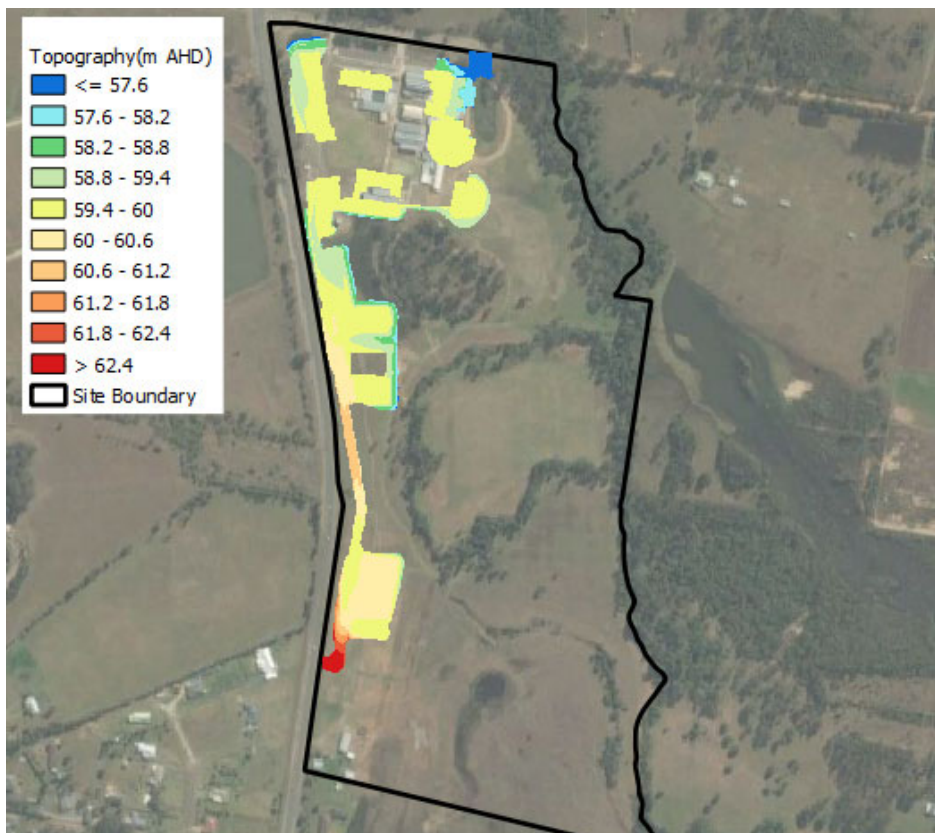 Topography(m AHD)
<= 57.6
57.6 - 58.2
58.2 - 58.8
58.8 - 59.4
59.4 - 60
60 - 60.6
60.6 - 61.2
61.2 - 61.8
61.8 - 62.4
> 62.4
Site Boundary